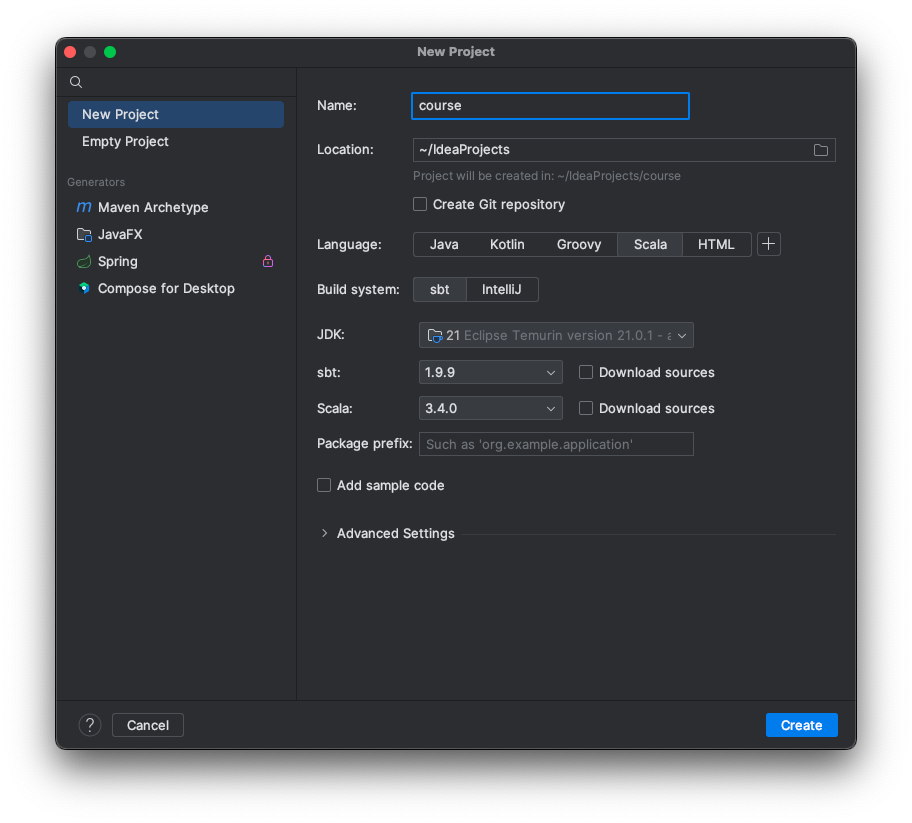 New Project
New Project
Empty Project
Generators
m Maven Archetype
JavaFX
Spring
Compose for Desktop
Name: course
Location: ~/IdeaProjects
Project will be created in: ~/IdeaProjects/course
Create Git repository
Language: Java Kotlin Groovy Scala HTML +
Build system: sbt IntelliJ
JDK: 21 Eclipse Temurin version 21.0.1 - a
sbt: 1.9.9 Download sources
Scala: 3.4.0 Download sources
Package prefix: Such as 'org.example.application'
Add sample code
Advanced Settings
? Cancel Create